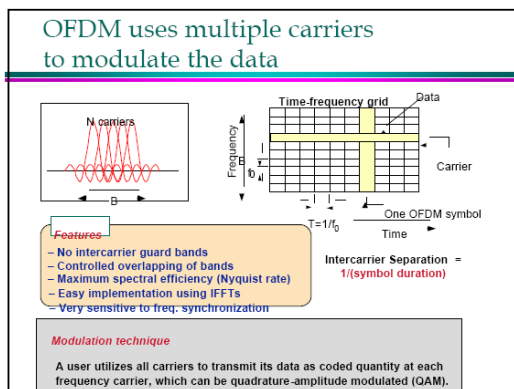 OFDM uses multiple carriers
to modulate the data
N carriers
B
Time-frequency grid
Data
Frequency
B
f0
Carrier
T=1/f0
One OFDM symbol
Time
Features
– No intercarrier guard bands
– Controlled overlapping of bands
– Maximum spectral efficiency (Nyquist rate)
– Easy implementation using IFFTs
– Very sensitive to freq. synchronization
Intercarrier Separation =
1/(symbol duration)
Modulation technique
A user utilizes all carriers to transmit its data as coded quantity at each
frequency carrier, which can be quadrature-amplitude modulated (QAM).